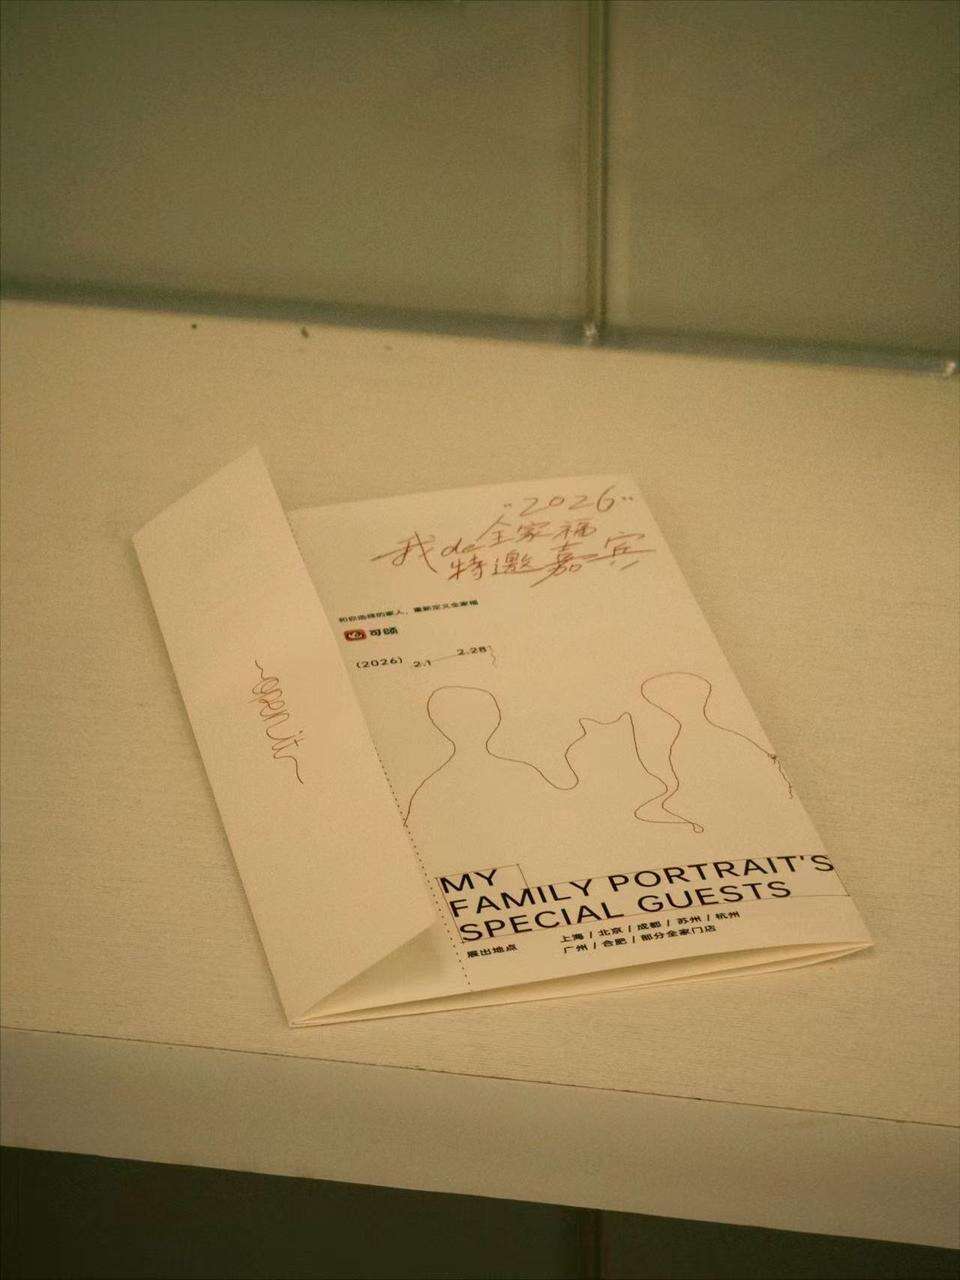 open it
"2026"
我de全家福
特邀嘉宾
和你选择的家人，重新定义全家福
可颂
(2026) 2.1 2.28
MY
FAMILY PORTRAIT'S
SPECIAL GUESTS
展出地点
上海 / 北京 / 成都 / 苏州 / 杭州
广州 / 合肥 / 部分全家门店